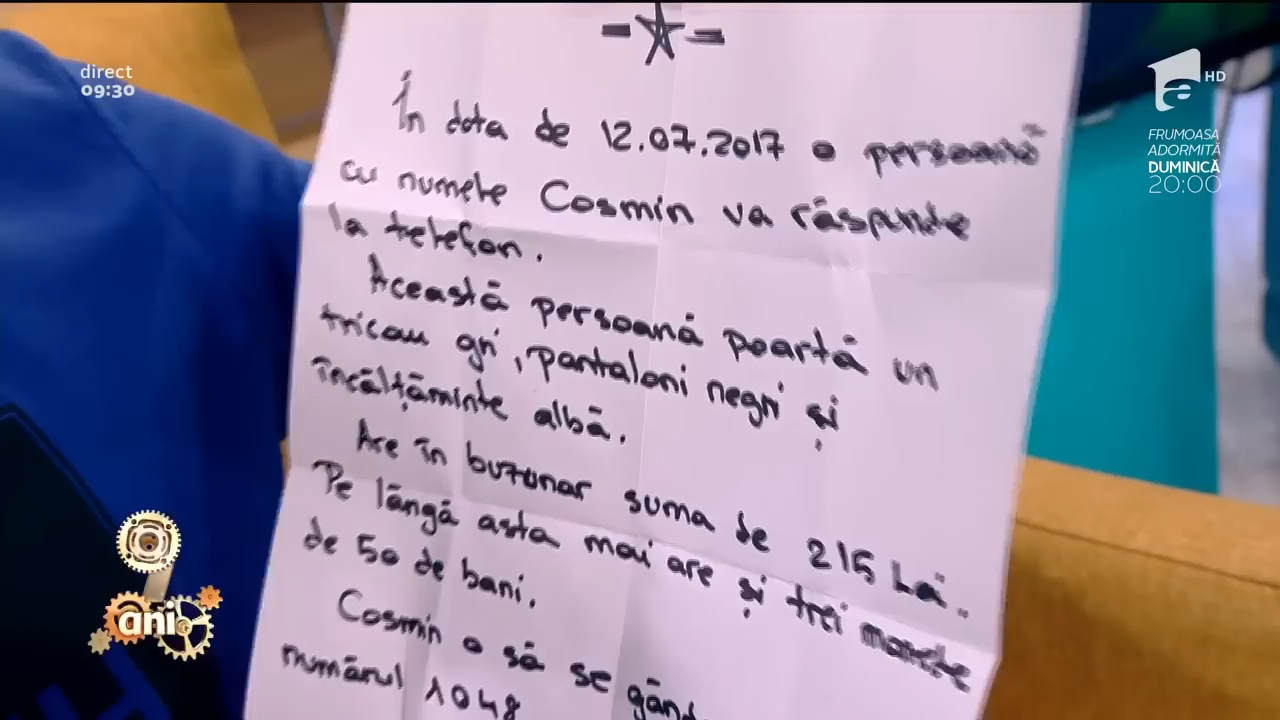 direct
09:30
HD
FRUMOASA
ADORMITĂ
DUMINICĂ
20:00
În data de 12.07.2017 o persoană
cu numele Cosmin va răspunde
la telefon.
Această persoană poartă un
tricou gri, pantaloni negri și
încălțăminte albă.
Are în buzunar suma de 215 Lei.
Pe lângă asta mai are și trei monete
de 50 de bani.
Cosmin o să se
numărul 1048
9
ani